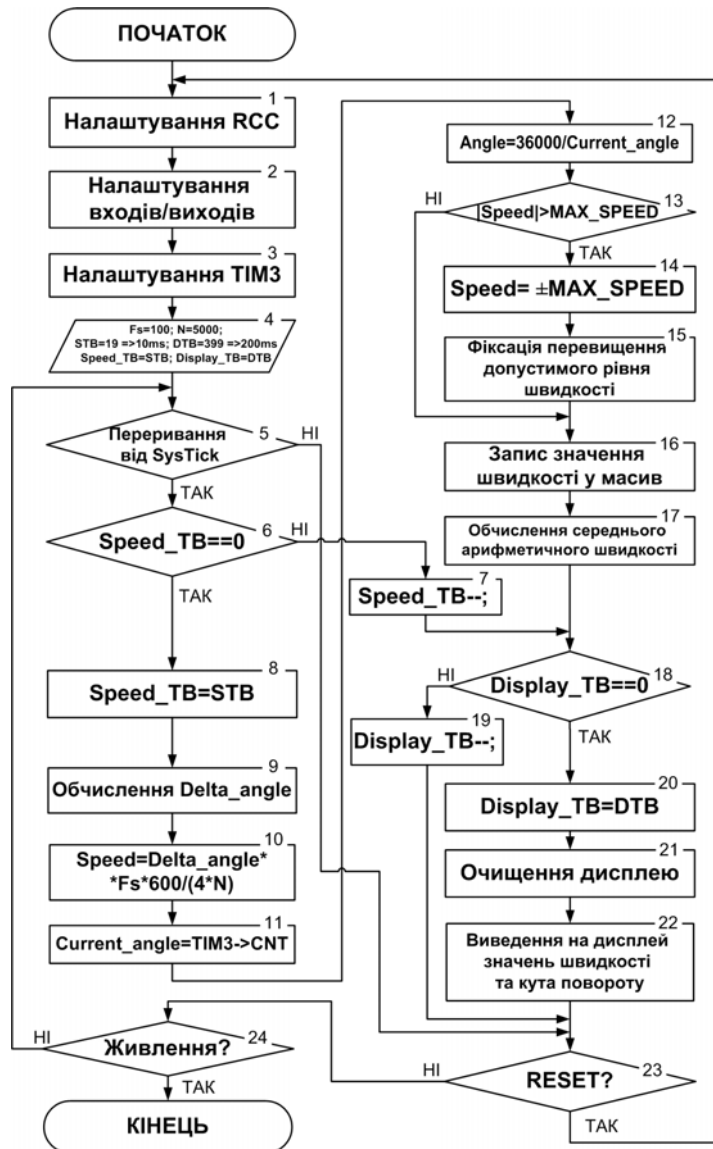 ПОЧАТОК
1
Налаштування RCC
2
Налаштування
входів/виходів
3
Налаштування TIM3
4
Fs=100; N=5000;
STB=19 =>10ms; DTB=399 =>200ms
Speed_TB=STB; Display_TB=DTB
5
Переривання
від SysTick
НІ
ТАК
6
Speed_TB==0
НІ
ТАК
7
Speed_TB--;
8
Speed_TB=STB
9
Обчислення Delta_angle
10
Speed=Delta_angle*
*Fs*600/(4*N)
11
Current_angle=TIM3->CNT
12
Angle=36000/Current_angle
13
|Speed|>MAX_SPEED
НІ
ТАК
14
Speed= ±MAX_SPEED
15
Фіксація перевищення
допустимого рівня
швидкості
16
Запис значення
швидкості у масив
17
Обчислення середнього
арифметичного швидкості
18
Display_TB==0
НІ
ТАК
19
Display_TB--;
20
Display_TB=DTB
21
Очищення дисплею
22
Виведення на дисплей
значень швидкості
та кута повороту
23
RESET?
НІ
ТАК
24
Живлення?
НІ
ТАК
КІНЕЦЬ